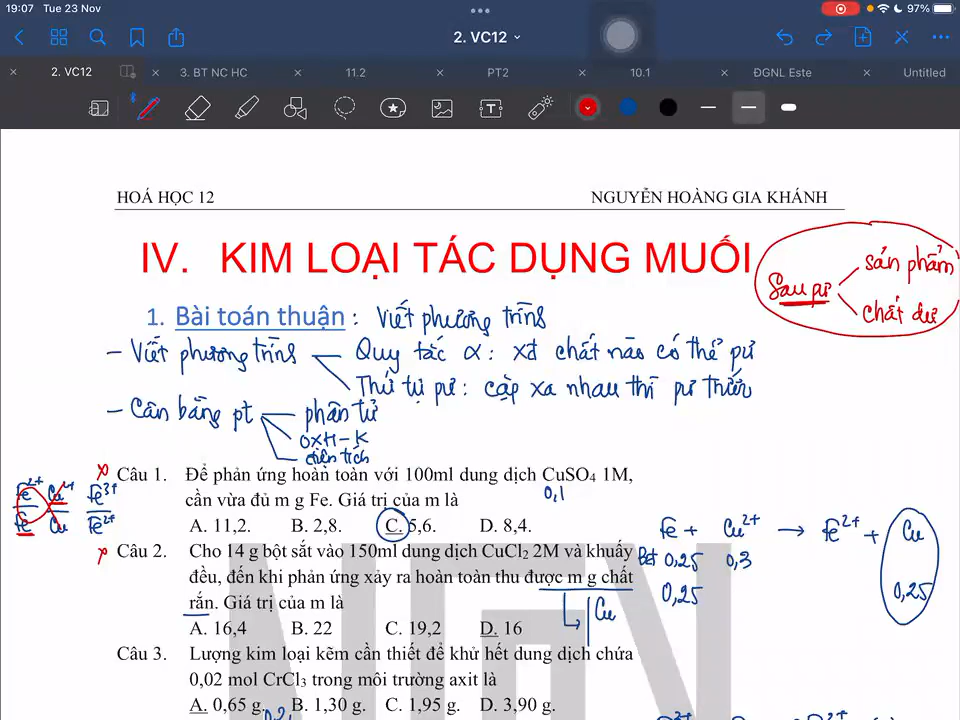 19:07 Tue 23 Nov
97%
2. VC12
2. VC12
3. BT NC HC
11.2
PT2
10.1
ĐGNL Este
Untitled
HOÁ HỌC 12
NGUYỄN HOÀNG GIA KHÁNH
IV. KIM LOẠI TÁC DỤNG MUỐI
Sau pư
sản phẩm
chất dư
1. Bài toán thuận : Viết phương trình
– Viết phương trình
Quy tắc α: xđ chất nào có thể pư
Thứ tự pư: cặp xa nhau thì pư trước
– Cân bằng pt
phân tử
OXH – K
điện tích
Câu 1. Để phản ứng hoàn toàn với 100ml dung dịch CuSO4 1M,
cần vừa đủ m g Fe. Giá trị của m là
0,1
A. 11,2. B. 2,8. C. 5,6. D. 8,4.
Fe2+ Cu2+ Fe3+
Fe Cu Fe2+
Fe + Cu2+ → Fe2+ + Cu
0,25 0,3
0,25 0,25
Câu 2. Cho 14 g bột sắt vào 150ml dung dịch CuCl2 2M và khuấy
đều, đến khi phản ứng xảy ra hoàn toàn thu được m g chất
rắn. Giá trị của m là
Cu
A. 16,4 B. 22 C. 19,2 D. 16
Câu 3. Lượng kim loại kẽm cần thiết để khử hết dung dịch chứa
0,02 mol CrCl3 trong môi trường axit là
A. 0,65 g. B. 1,30 g. C. 1,95 g. D. 3,90 g.